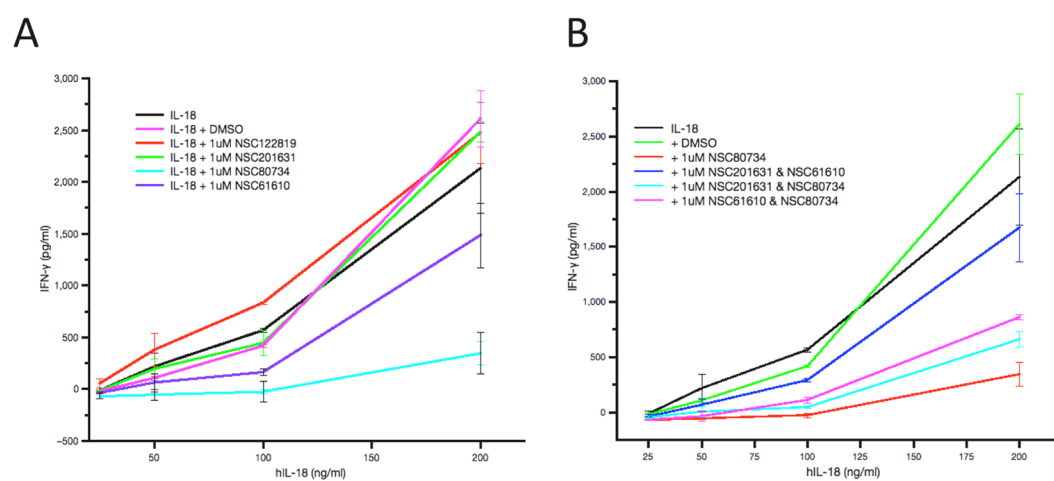 A
3,000
2,500
2,000
1,500
1,000
500
0
−500
IFN-γ (pg/ml)
IL-18
IL-18 + DMSO
IL-18 + 1uM NSC122819
IL-18 + 1uM NSC201631
IL-18 + 1uM NSC80734
IL-18 + 1uM NSC61610
50
100
150
200
hIL-18 (ng/ml)
B
3,000
2,500
2,000
1,500
1,000
500
0
IFN-γ (pg/ml)
IL-18
+ DMSO
+ 1uM NSC80734
+ 1uM NSC201631 & NSC61610
+ 1uM NSC201631 & NSC80734
+ 1uM NSC61610 & NSC80734
25
50
75
100
125
150
175
200
hIL-18 (ng/ml)